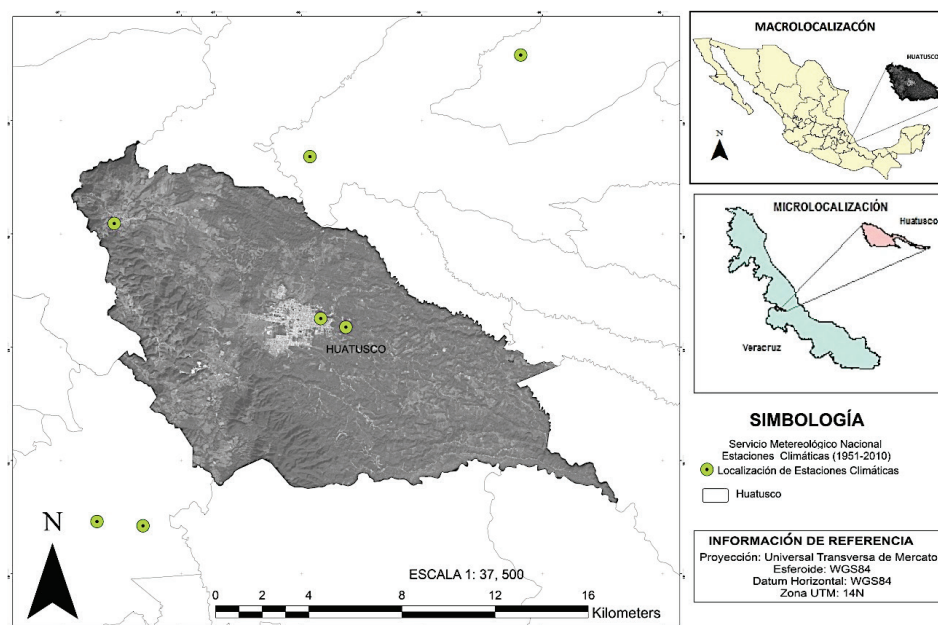 HUATUSCO
N
ESCALA 1: 37, 500
0 2 4 8 12 16
Kilometers
MACROLOCALIZACÓN
HUATUSCO
N
MICROLOCALIZACIÓN
Huatusco
Veracruz
SIMBOLOGÍA
Servicio Metereológico Nacional
Estaciones Climáticas (1951-2010)
Localización de Estaciones Climáticas
Huatusco
INFORMACIÓN DE REFERENCIA
Proyección: Universal Transversa de Mercato
Esferoide: WGS84
Datum Horizontal: WGS84
Zona UTM: 14N